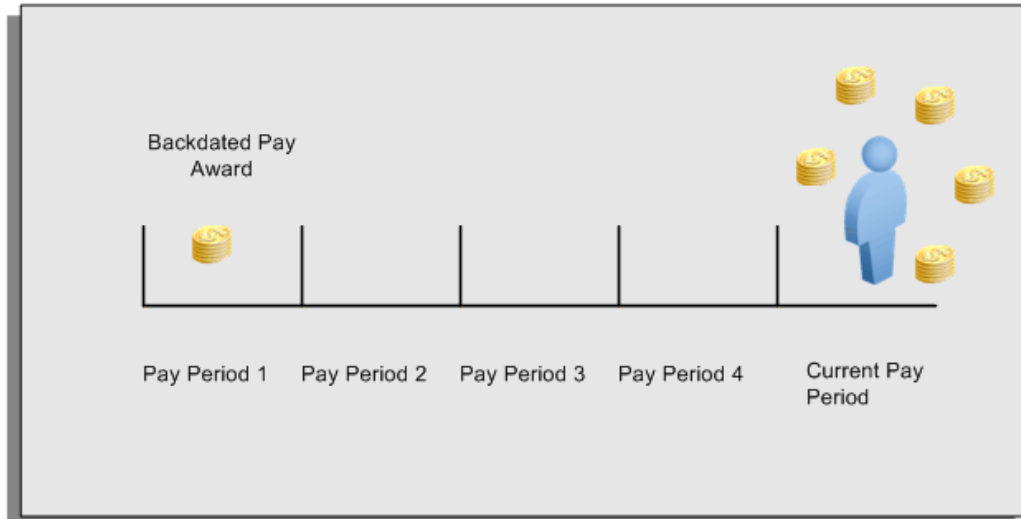 Backdated Pay
Award
Pay Period 1
Pay Period 2
Pay Period 3
Pay Period 4
Current Pay
Period